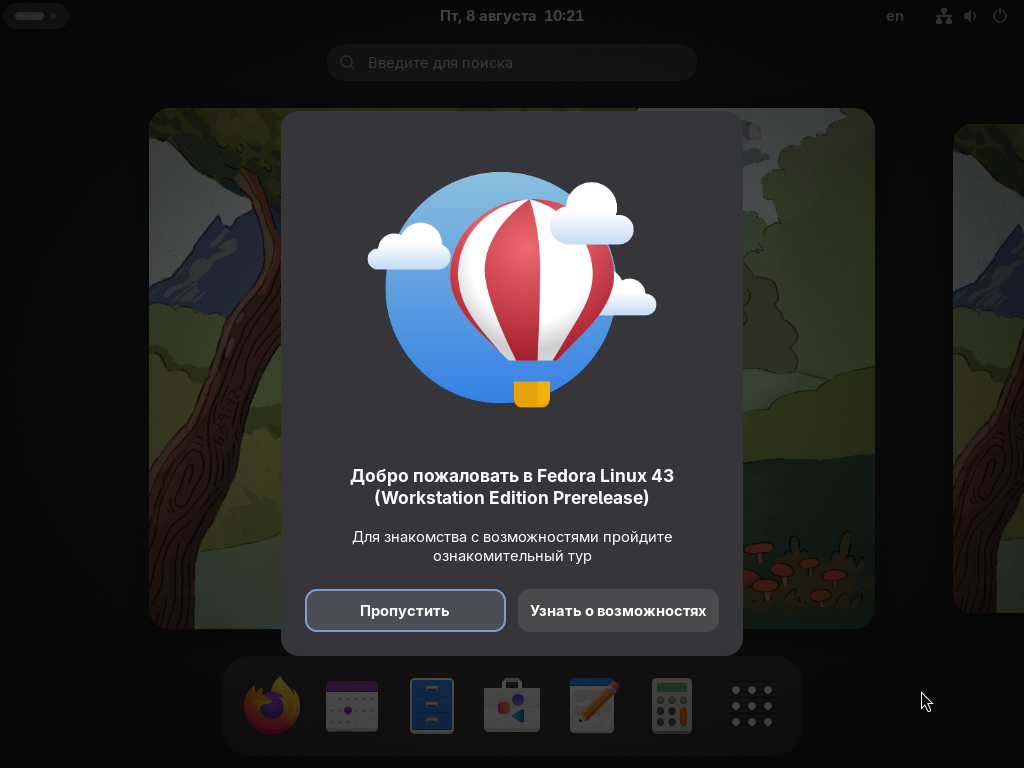 Пт, 8 августа 10:21
en
Введите для поиска
Добро пожаловать в Fedora Linux 43
(Workstation Edition Prerelease)
Для знакомства с возможностями пройдите
ознакомительный тур
Пропустить
Узнать о возможностях